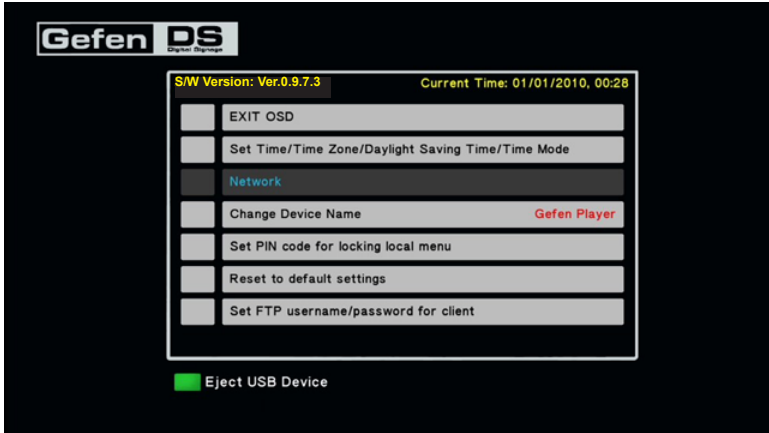 Gefen DS
Digital Signage
S/W Version: Ver.0.9.7.3 Current Time: 01/01/2010, 00:28
EXIT OSD
Set Time/Time Zone/Daylight Saving Time/Time Mode
Network
Change Device Name Gefen Player
Set PIN code for locking local menu
Reset to default settings
Set FTP username/password for client
Eject USB Device